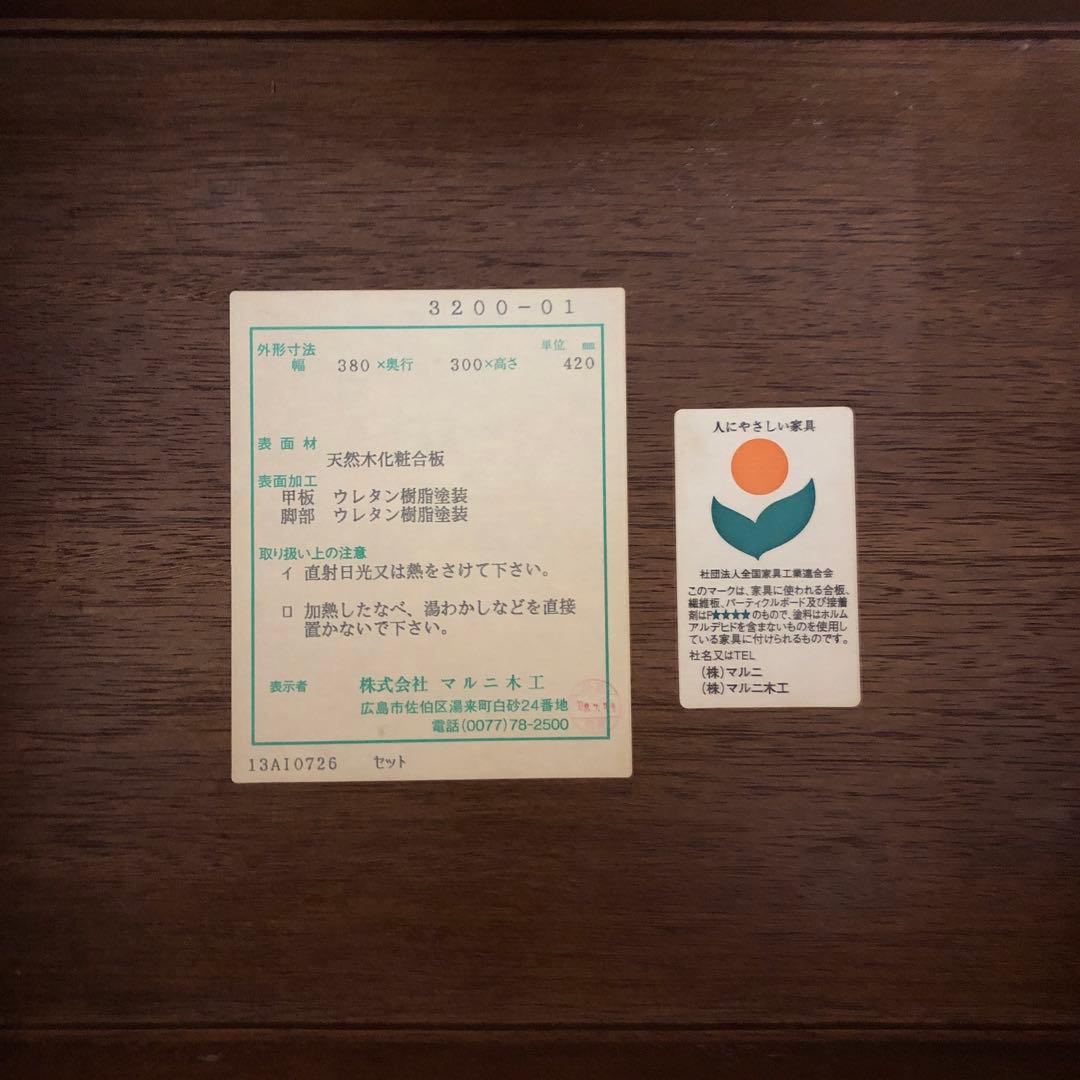 3200-01
外形寸法
単位 ㎜
幅 380×奥行 300×高さ 420
表面材
天然木化粧合板
表面加工
甲板 ウレタン樹脂塗装
脚部 ウレタン樹脂塗装
取り扱い上の注意
イ 直射日光又は熱をさけて下さい。
ロ 加熱したなべ、湯わかしなどを直接
置かないで下さい。
表示者 株式会社 マルニ木工
広島市佐伯区湯来町白砂24番地
電話(0077)78-2500
13AI0726 セット
人にやさしい家具
社団法人全国家具工業連合会
このマークは、家具に使われる合板、
繊維板、パーティクルボード及び接着
剤はF★★★★のもので、塗料はホルム
アルデヒドを含まないものを使用し
ている家具に付けられるものです。
社名又はTEL
(株)マルニ
(株)マルニ木工